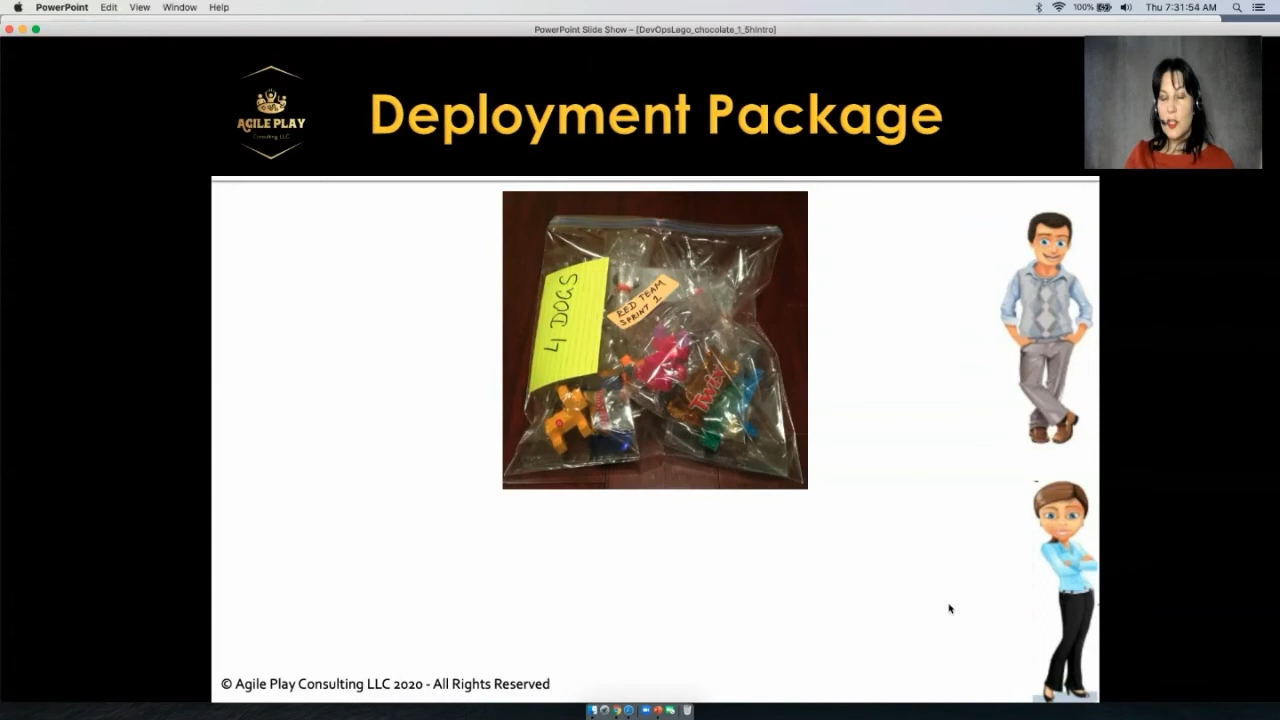 PowerPoint Edit View Window Help
100% Thu 7:31:54 AM
PowerPoint Slide Show – [DevOpsLego_chocolate_1_5hIntro]
AGILE PLAY
Consulting LLC
Deployment Package
4 DOGS
RED TEAM
SPRINT 1
Twix
© Agile Play Consulting LLC 2020 - All Rights Reserved